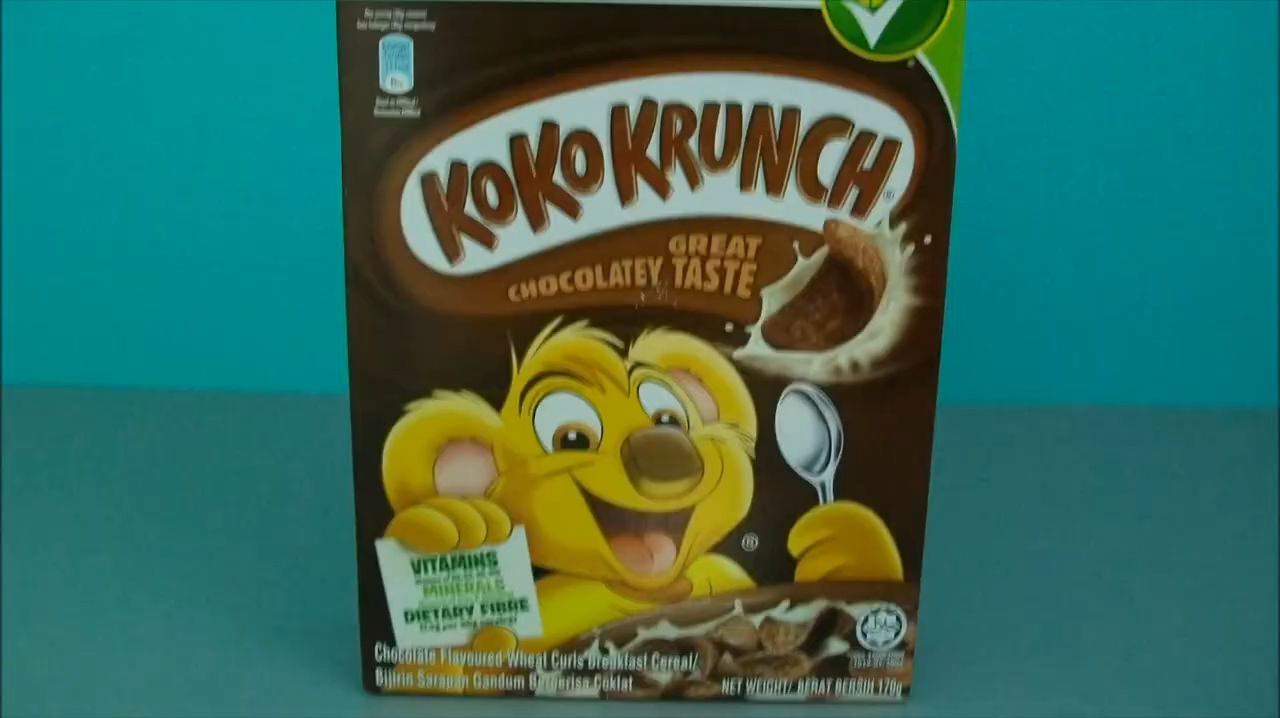 KOKO KRUNCH®
GREAT
CHOCOLATEY TASTE
®
VITAMINS
MINERALS
DIETARY FIBRE
Chocolate Flavoured Wheat Curls Breakfast Cereal/
Bijirin Sarapan Gandum Berperisa Coklat
NET WEIGHT/ BERAT BERSIH 170g